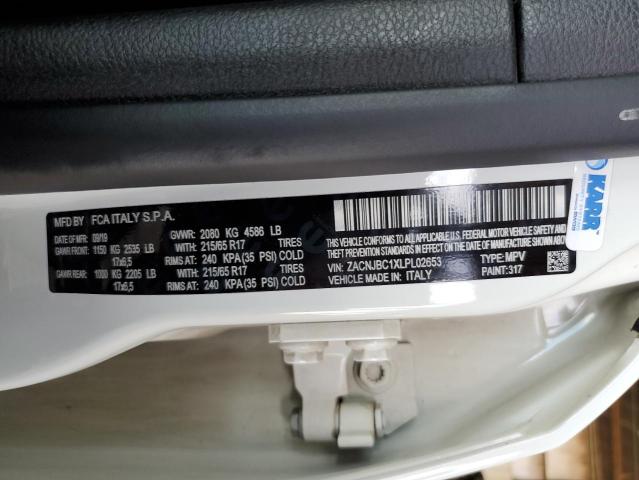 MFD BY FCA ITALY S.P.A.
DATE: 09/19 GVWR: 2080 KG 4586 LB
GAWR FRONT: 1150 KG 2535 LB WITH: 215/65 R17 TIRES
17x6,5 RIMS AT: 240 KPA(35 PSI) COLD
GAWR REAR: 1000 KG 2205 LB WITH: 215/65 R17 TIRES
17x6,5 RIMS AT: 240 KPA(35 PSI) COLD
THIS VEHICLE CONFORMS TO ALL APPLICABLE U.S.A. FEDERAL MOTOR VEHICLE SAFETY, BUMPER, AND
THEFT PREVENTION STANDARDS IN EFFECT ON THE DATE OF MANUFACTURE SHOWN ABOVE.
VIN: ZACNJBC1XLPL02653 TYPE: MPV
VEHICLE MADE IN: ITALY PAINT: 317
KARR